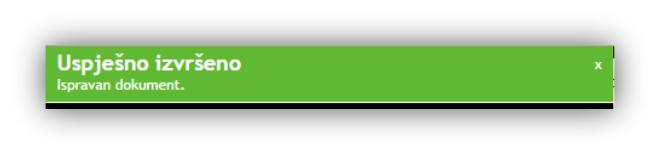 Uspješno izvršeno
x
Ispravan dokument.